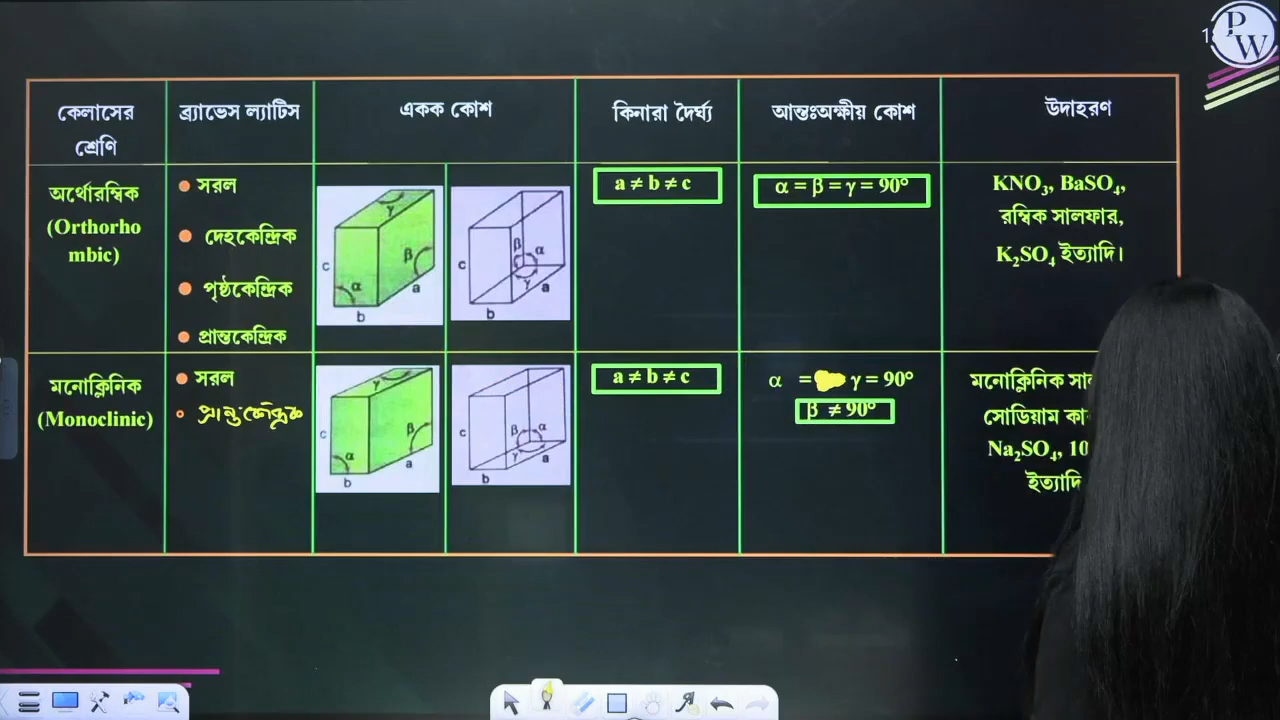 PW
কেলাসের শ্রেণি
ব্র্যাভেস ল্যাটিস
একক কোশ
কিনারা দৈর্ঘ্য
আন্তঃঅক্ষীয় কোশ
উদাহরণ
অর্থোরম্বিক
(Orthorho
mbic)
সরল
দেহকেন্দ্রিক
পৃষ্ঠকেন্দ্রিক
প্রান্তকেন্দ্রিক
γ
β
c
α
a
b
c
β
α
γ
a
b
a ≠ b ≠ c
α = β = γ = 90°
KNO₃, BaSO₄,
রম্বিক সালফার,
K₂SO₄ ইত্যাদি।
মনোক্লিনিক
(Monoclinic)
সরল
প্রান্তকেন্দ্রিক
γ
β
c
α
a
b
c
β
α
γ
a
b
a ≠ b ≠ c
α = γ = 90°
β ≠ 90°
মনোক্লিনিক
সোডিয়াম
Na₂SO₄, 10
ইত্যাদি